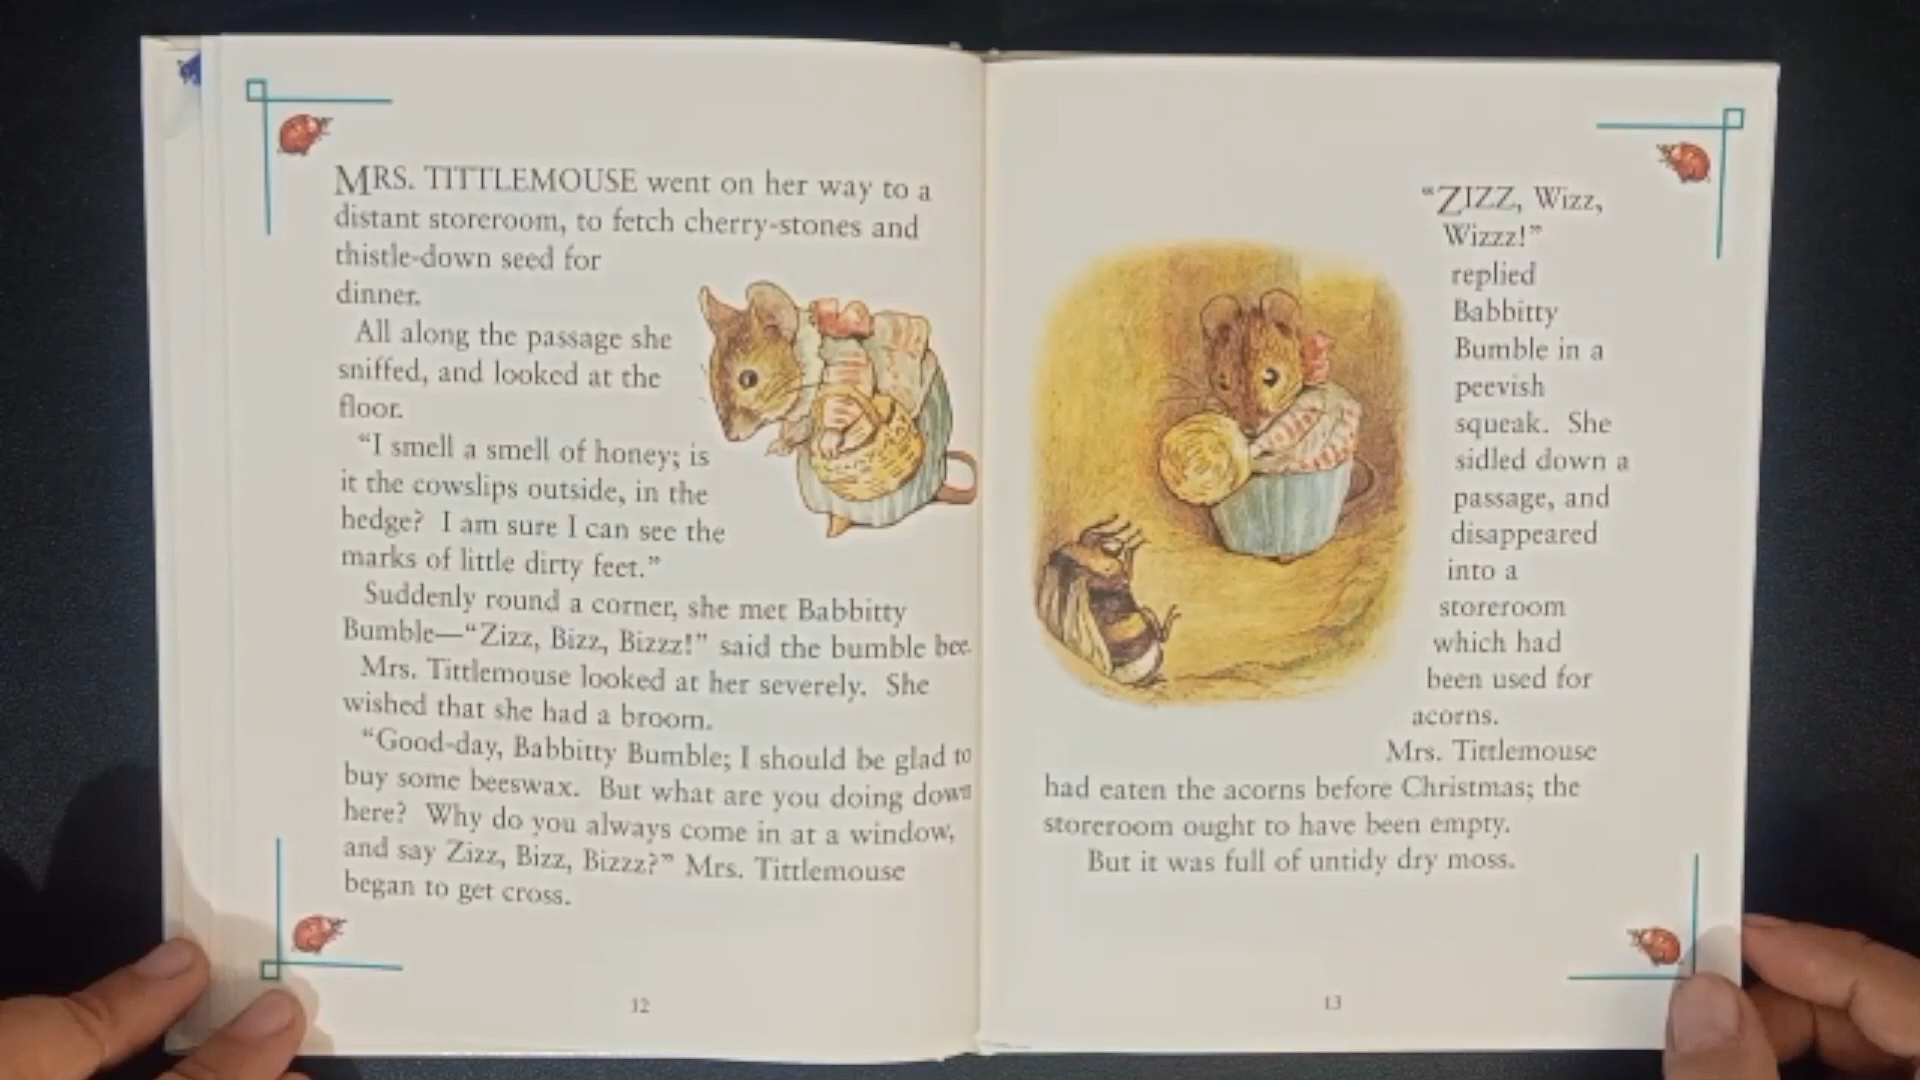 MRS. TITTLEMOUSE went on her way to a
distant storeroom, to fetch cherry-stones and
thistle-down seed for
dinner.
All along the passage she
sniffed, and looked at the
floor.
“I smell a smell of honey; is
it the cowslips outside, in the
hedge? I am sure I can see the
marks of little dirty feet.”
Suddenly round a corner, she met Babbitty
Bumble—“Zizz, Bizz, Bizzz!” said the bumble bee.
Mrs. Tittlemouse looked at her severely. She
wished that she had a broom.
“Good-day, Babbitty Bumble; I should be glad to
buy some beeswax. But what are you doing down
here? Why do you always come in at a window,
and say Zizz, Bizz, Bizzz?” Mrs. Tittlemouse
began to get cross.
12
“ZIZZ, Wizz,
Wizzz!”
replied
Babbitty
Bumble in a
peevish
squeak. She
sidled down a
passage, and
disappeared
into a
storeroom
which had
been used for
acorns.
Mrs. Tittlemouse
had eaten the acorns before Christmas; the
storeroom ought to have been empty.
But it was full of untidy dry moss.
13